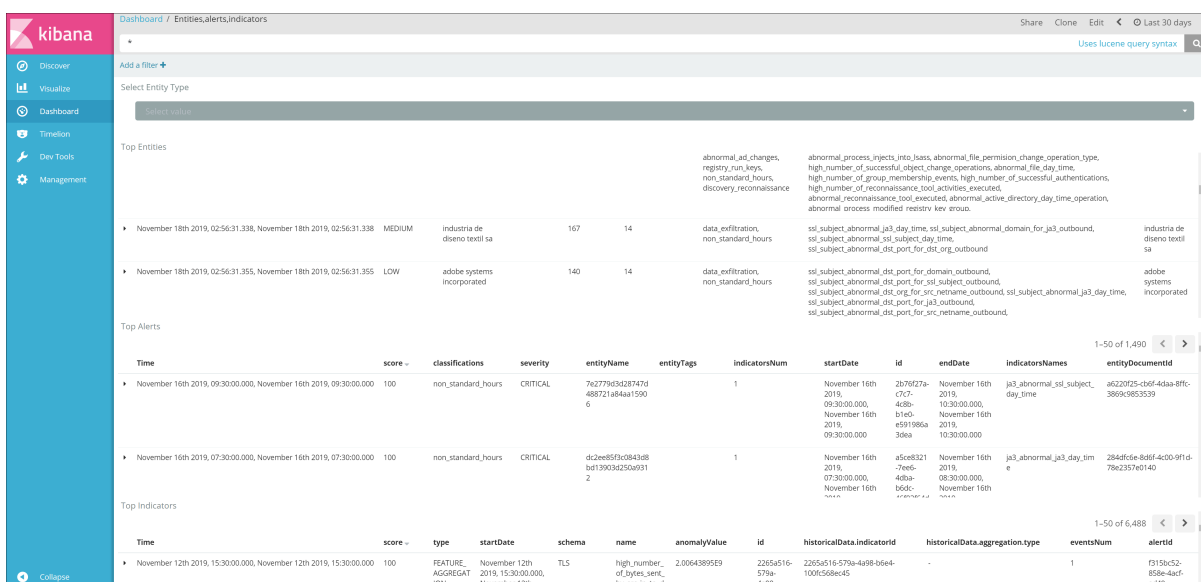 kibana
Discover
Visualize
Dashboard
Timelion
Dev Tools
Management
Collapse
Dashboard / Entities,alerts,indicators
Share Clone Edit Last 30 days
*
Uses lucene query syntax
Add a filter +
Select Entity Type
Select value
Top Entities
abnormal_ad_changes, abnormal_process_injects_into_lsass, abnormal_file_permision_change_operation_type,
registry_run_keys, high_number_of_successful_object_change_operations, abnormal_file_day_time,
non_standard_hours, high_number_of_group_membership_events, high_number_of_successful_authentications,
discovery_reconnaissance high_number_of_reconnaissance_tool_activities_executed,
abnormal_reconnaissance_tool_executed, abnormal_active_directory_day_time_operation,
abnormal_process_modified_registry_key_group,
November 18th 2019, 02:56:31.338, November 18th 2019, 02:56:31.338 MEDIUM industria de 167 14 data_exfiltration, ssl_subject_abnormal_ja3_day_time, ssl_subject_abnormal_domain_for_ja3_outbound, industria de
diseno textil sa non_standard_hours ssl_subject_abnormal_ssl_subject_day_time, diseno textil
ssl_subject_abnormal_dst_port_for_dst_org_outbound sa
November 18th 2019, 02:56:31.355, November 18th 2019, 02:56:31.355 LOW adobe systems 140 14 data_exfiltration, ssl_subject_abnormal_dst_port_for_domain_outbound, adobe
incorporated non_standard_hours ssl_subject_abnormal_dst_port_for_ssl_subject_outbound, systems
ssl_subject_abnormal_dst_org_for_src_netname_outbound, ssl_subject_abnormal_ja3_day_time, incorporated
ssl_subject_abnormal_dst_port_for_ja3_outbound,
ssl_subject_abnormal_dst_port_for_src_netname_outbound,
Top Alerts
1–50 of 1,490
Time score classifications severity entityName entityTags indicatorsNum startDate id endDate indicatorsNames entityDocumentId
November 16th 2019, 09:30:00.000, November 16th 2019, 09:30:00.000 100 non_standard_hours CRITICAL 7e2779d3d28747d 1 November 16th 2b76f27a- November 16th ja3_abnormal_ssl_subject_ a6220f25-cb6f-4daa-8ffc-
488721a84aa1590 2019, c7c7- 2019, day_time 3869c9853539
6 09:30:00.000, 4c8b- 10:30:00.000,
November 16th b1e0- November 16th
2019, e591986a 2019,
09:30:00.000 3dea 10:30:00.000
November 16th 2019, 07:30:00.000, November 16th 2019, 07:30:00.000 100 non_standard_hours CRITICAL dc2ee85f3c0843d8 1 November 16th a5ce8321 November 16th ja3_abnormal_ja3_day_tim 284dfc6e-8d6f-4c00-9f1d-
bd13903d250a931 2019, -7ee6- 2019, e 78e2357e0140
2 07:30:00.000, 4dba- 08:30:00.000,
November 16th b6dc- November 16th
Top Indicators
1–50 of 6,488
Time score type startDate schema name anomalyValue id historicalData.indicatorId historicalData.aggregation.type eventsNum alertId
November 12th 2019, 15:30:00.000, November 12th 2019, 15:30:00.000 100 FEATURE_ November 12th TLS high_number_ 2.00643895E9 2265a516- 2265a516-579a-4a98-b6e4- - 1 f315bc52-
AGGREGAT 2019, 15:30:00.000, of_bytes_sent_ 579a- 100fc568ec45 858e-4acf-